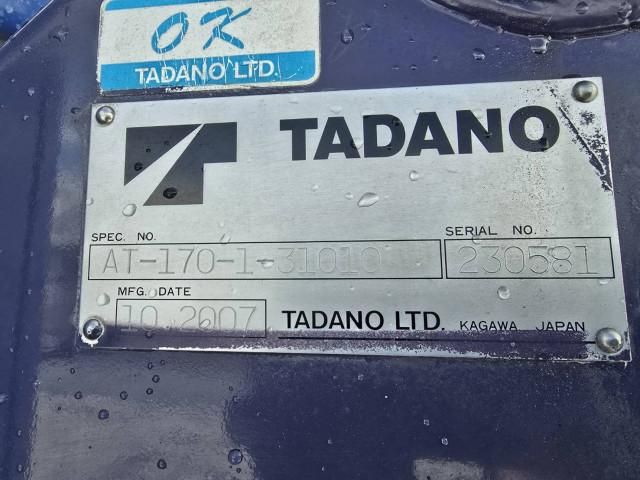 OK
TADANO LTD.
TADANO
SPEC. NO.
SERIAL NO.
AT-170-1-31010
230581
MFG. DATE
10.2007
TADANO LTD. KAGAWA JAPAN